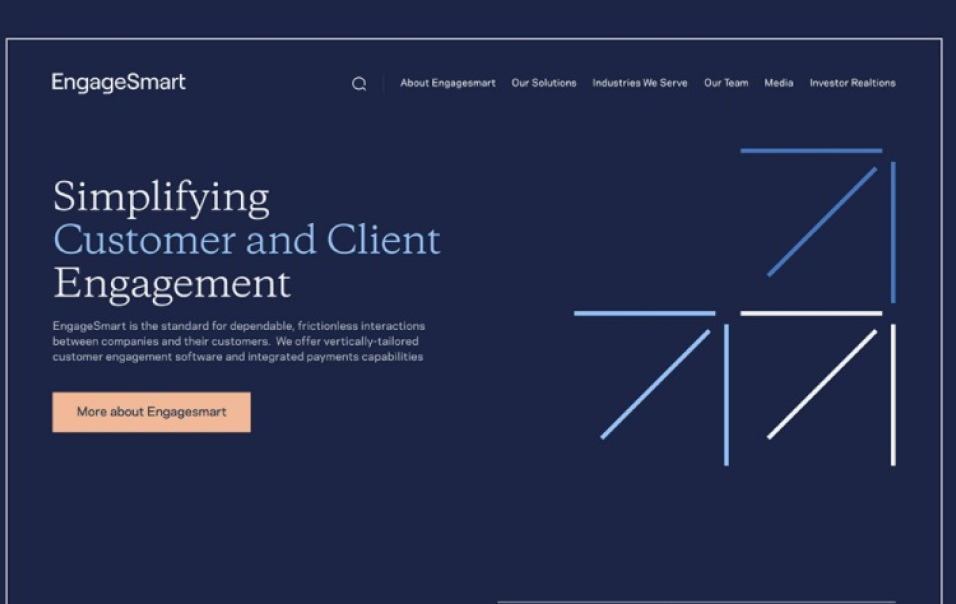 EngageSmart
About Engagesmart Our Solutions Industries We Serve Our Team Media Investor Realtions
Simplifying
Customer and Client
Engagement
EngageSmart is the standard for dependable, frictionless interactions
between companies and their customers. We offer vertically-tailored
customer engagement software and integrated payments capabilities
More about Engagesmart